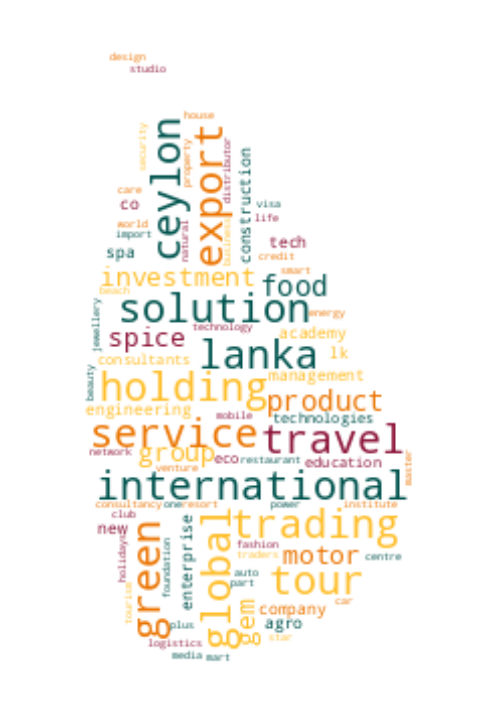 design
studio
house
security
ceylon
export
property
distributor
construction
business
natural
care
co
visa
life
world
import
tech
spa
credit
smart
investment
food
beach
solution
energy
jewellery
technology
spice
academy
lanka
lk
consultants
beauty
management
holding
product
engineering
mobile
technologies
service
travel
network
group
eco
restaurant
education
venture
master
international
consultancy
one
resort
power
institute
club
new
green
global
trading
enterprise
holidays
foundation
fashion
traders
motor
centre
auto
part
tour
tourism
car
gem
company
plus
agro
star
logistics
media
mart